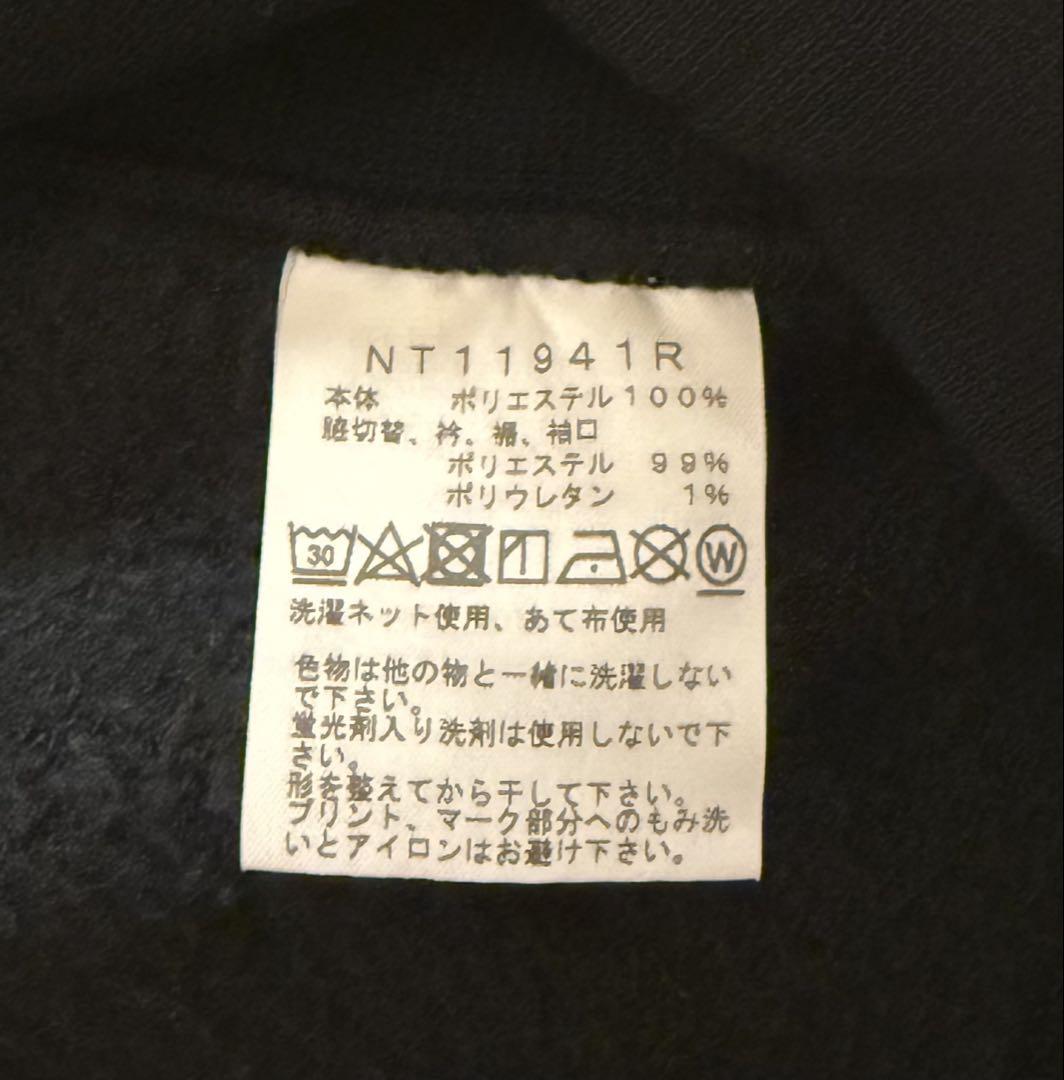 NT11941R
本体 ポリエステル100%
脇切替、衿、裾、袖口
ポリエステル 99%
ポリウレタン 1%
30 W
洗濯ネット使用、あて布使用
色物は他の物と一緒に洗濯しない
で下さい。
蛍光剤入り洗剤は使用しないで下
さい。
形を整えてから干して下さい。
プリント、マーク部分へのもみ洗
いとアイロンはお避け下さい。